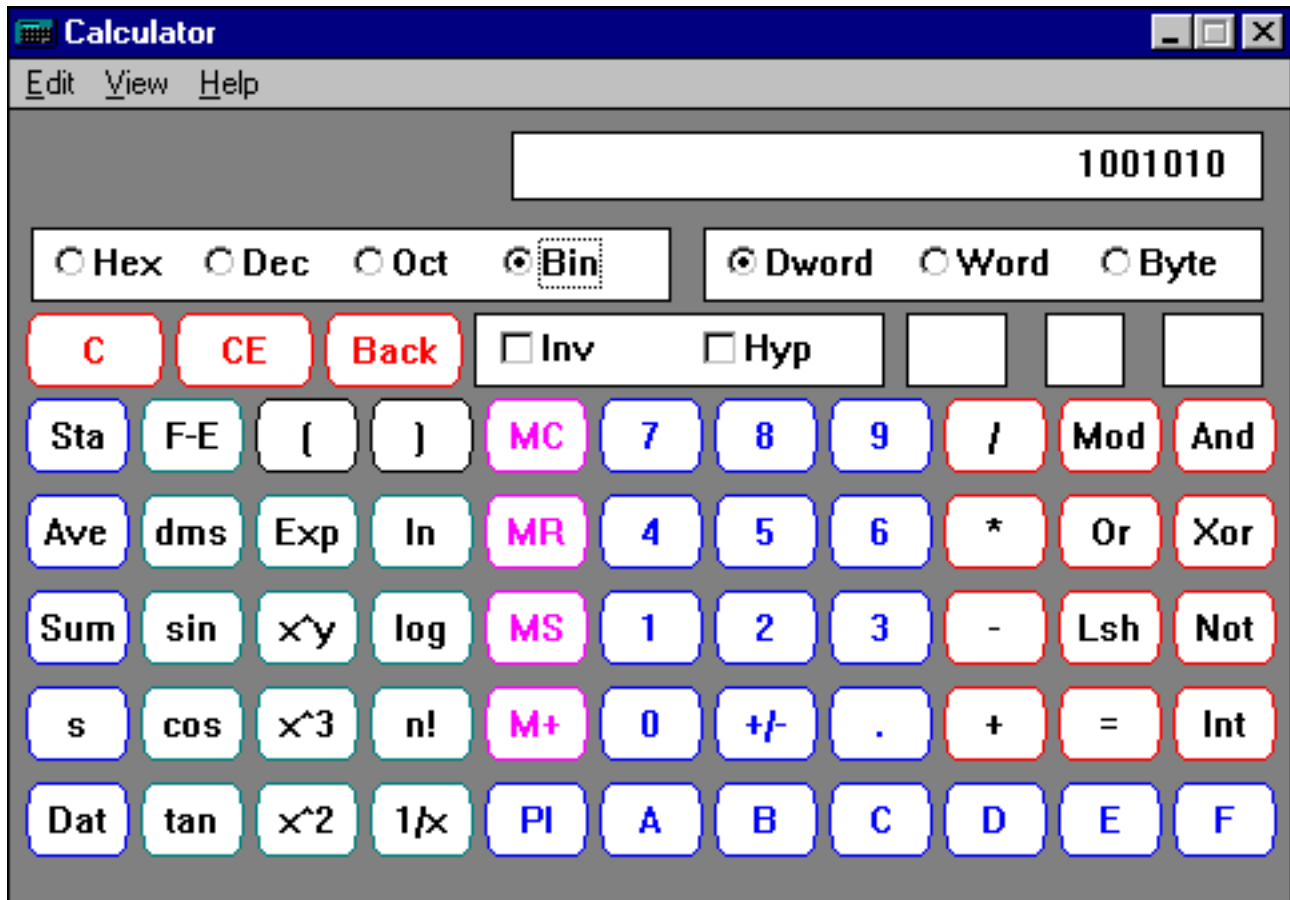 Calculator
Edit View Help
1001010
Hex Dec Oct Bin Dword Word Byte
C CE Back Inv Hyp
Sta F-E ( ) MC 7 8 9 / Mod And
Ave dms Exp ln MR 4 5 6 * Or Xor
Sum sin x^y log MS 1 2 3 - Lsh Not
s cos x^3 n! M+ 0 +/- . + = Int
Dat tan x^2 1/x PI A B C D E F